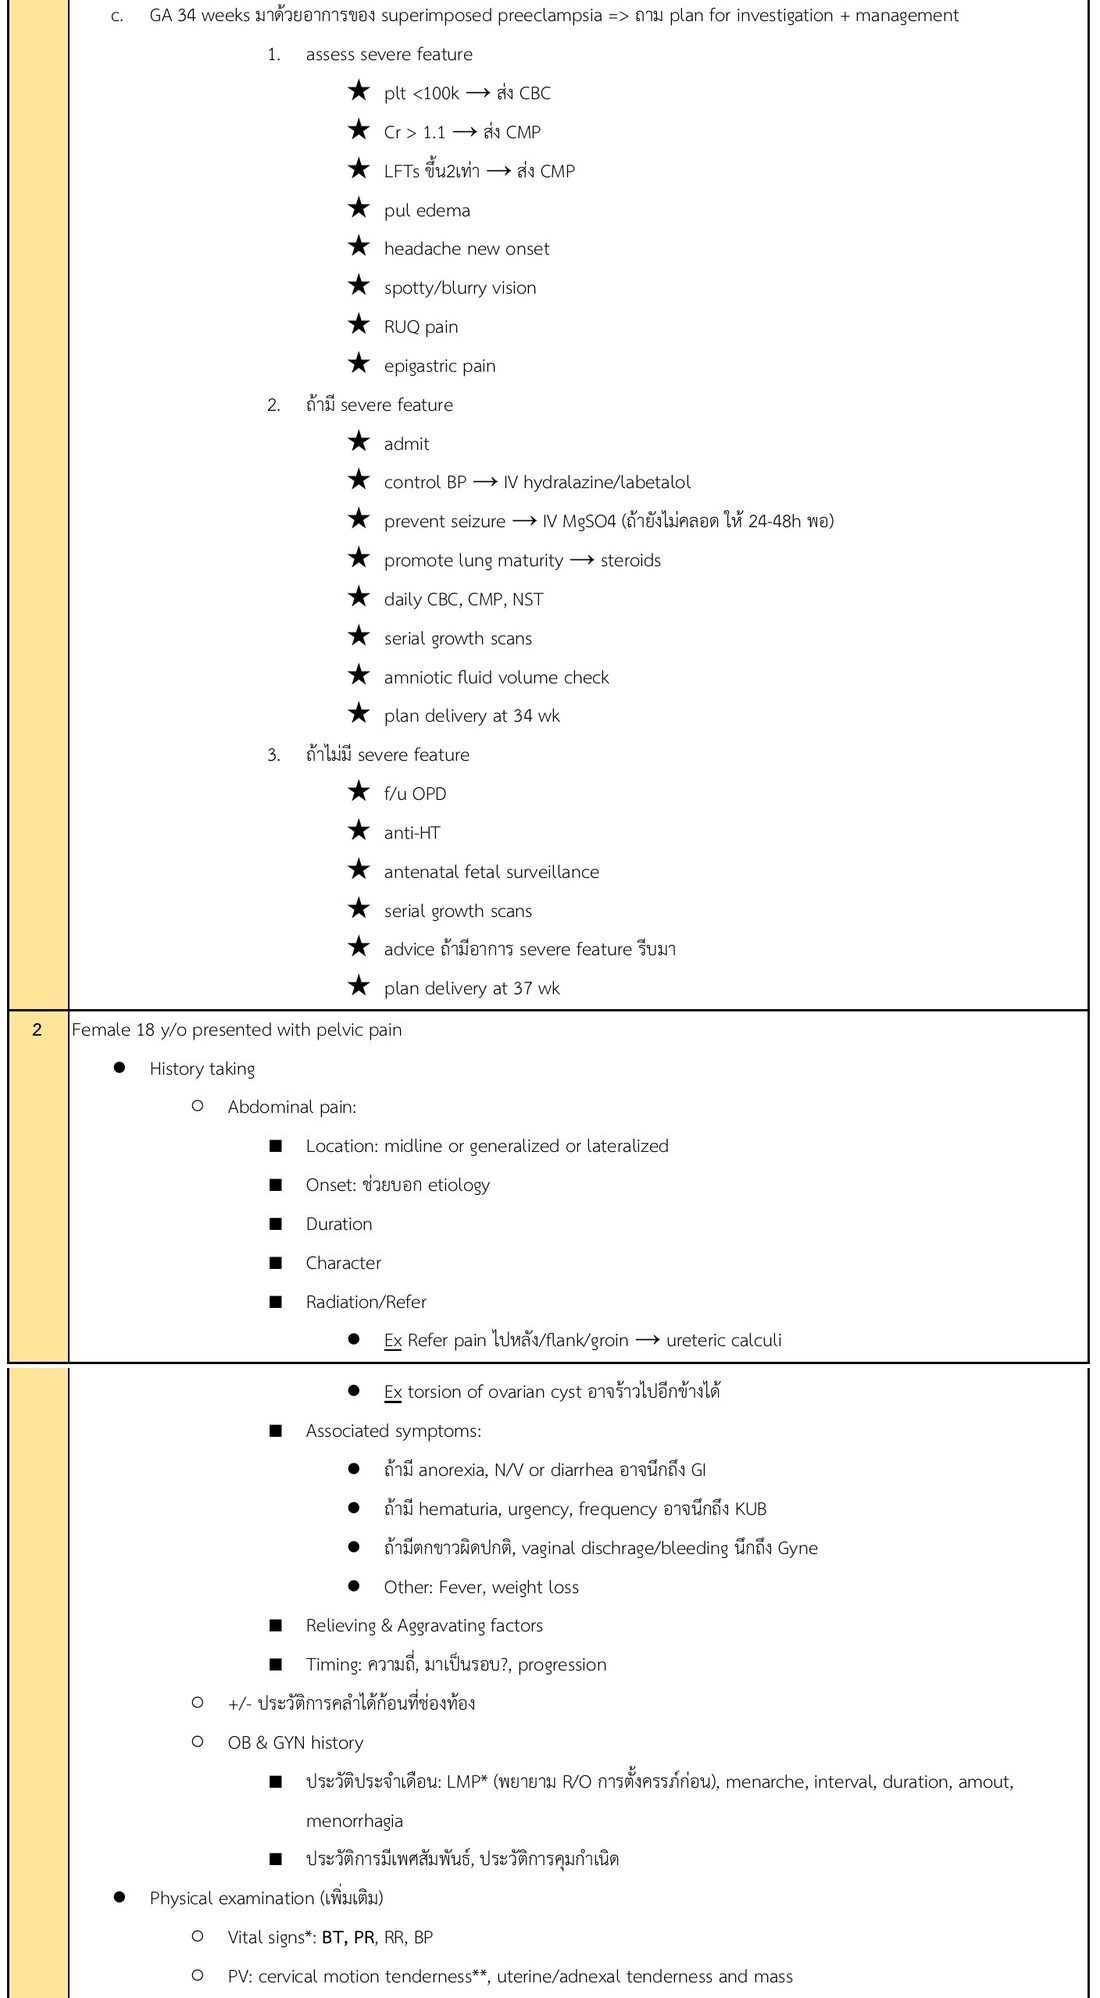 c. GA 34 weeks มาด้วยอาการของ superimposed preeclampsia => ถาม plan for investigation + management
1. assess severe feature
★ plt <100k → ส่ง CBC
★ Cr > 1.1 → ส่ง CMP
★ LFTs ขึ้น2เท่า → ส่ง CMP
★ pul edema
★ headache new onset
★ spotty/blurry vision
★ RUQ pain
★ epigastric pain
2. ถ้ามี severe feature
★ admit
★ control BP → IV hydralazine/labetalol
★ prevent seizure → IV MgSO4 (ถ้ายังไม่คลอด ให้ 24-48h พอ)
★ promote lung maturity → steroids
★ daily CBC, CMP, NST
★ serial growth scans
★ amniotic fluid volume check
★ plan delivery at 34 wk
3. ถ้าไม่มี severe feature
★ f/u OPD
★ anti-HT
★ antenatal fetal surveillance
★ serial growth scans
★ advice ถ้ามีอาการ severe feature รีบมา
★ plan delivery at 37 wk
2 Female 18 y/o presented with pelvic pain
● History taking
○ Abdominal pain:
■ Location: midline or generalized or lateralized
■ Onset: ช่วยบอก etiology
■ Duration
■ Character
■ Radiation/Refer
● Ex Refer pain ไปหลัง/flank/groin → ureteric calculi
● Ex torsion of ovarian cyst อาจร้าวไปอีกข้างได้
■ Associated symptoms:
● ถ้ามี anorexia, N/V or diarrhea อาจนึกถึง GI
● ถ้ามี hematuria, urgency, frequency อาจนึกถึง KUB
● ถ้ามีตกขาวผิดปกติ, vaginal dischrage/bleeding นึกถึง Gyne
● Other: Fever, weight loss
■ Relieving & Aggravating factors
■ Timing: ความถี่, มาเป็นรอบ?, progression
○ +/- ประวัติการคลำได้ก้อนที่ช่องท้อง
○ OB & GYN history
■ ประวัติประจำเดือน: LMP* (พยายาม R/O การตั้งครรภ์ก่อน), menarche, interval, duration, amout,
menorrhagia
■ ประวัติการมีเพศสัมพันธ์, ประวัติการคุมกำเนิด
● Physical examination (เพิ่มเติม)
○ Vital signs*: BT, PR, RR, BP
○ PV: cervical motion tenderness**, uterine/adnexal tenderness and mass